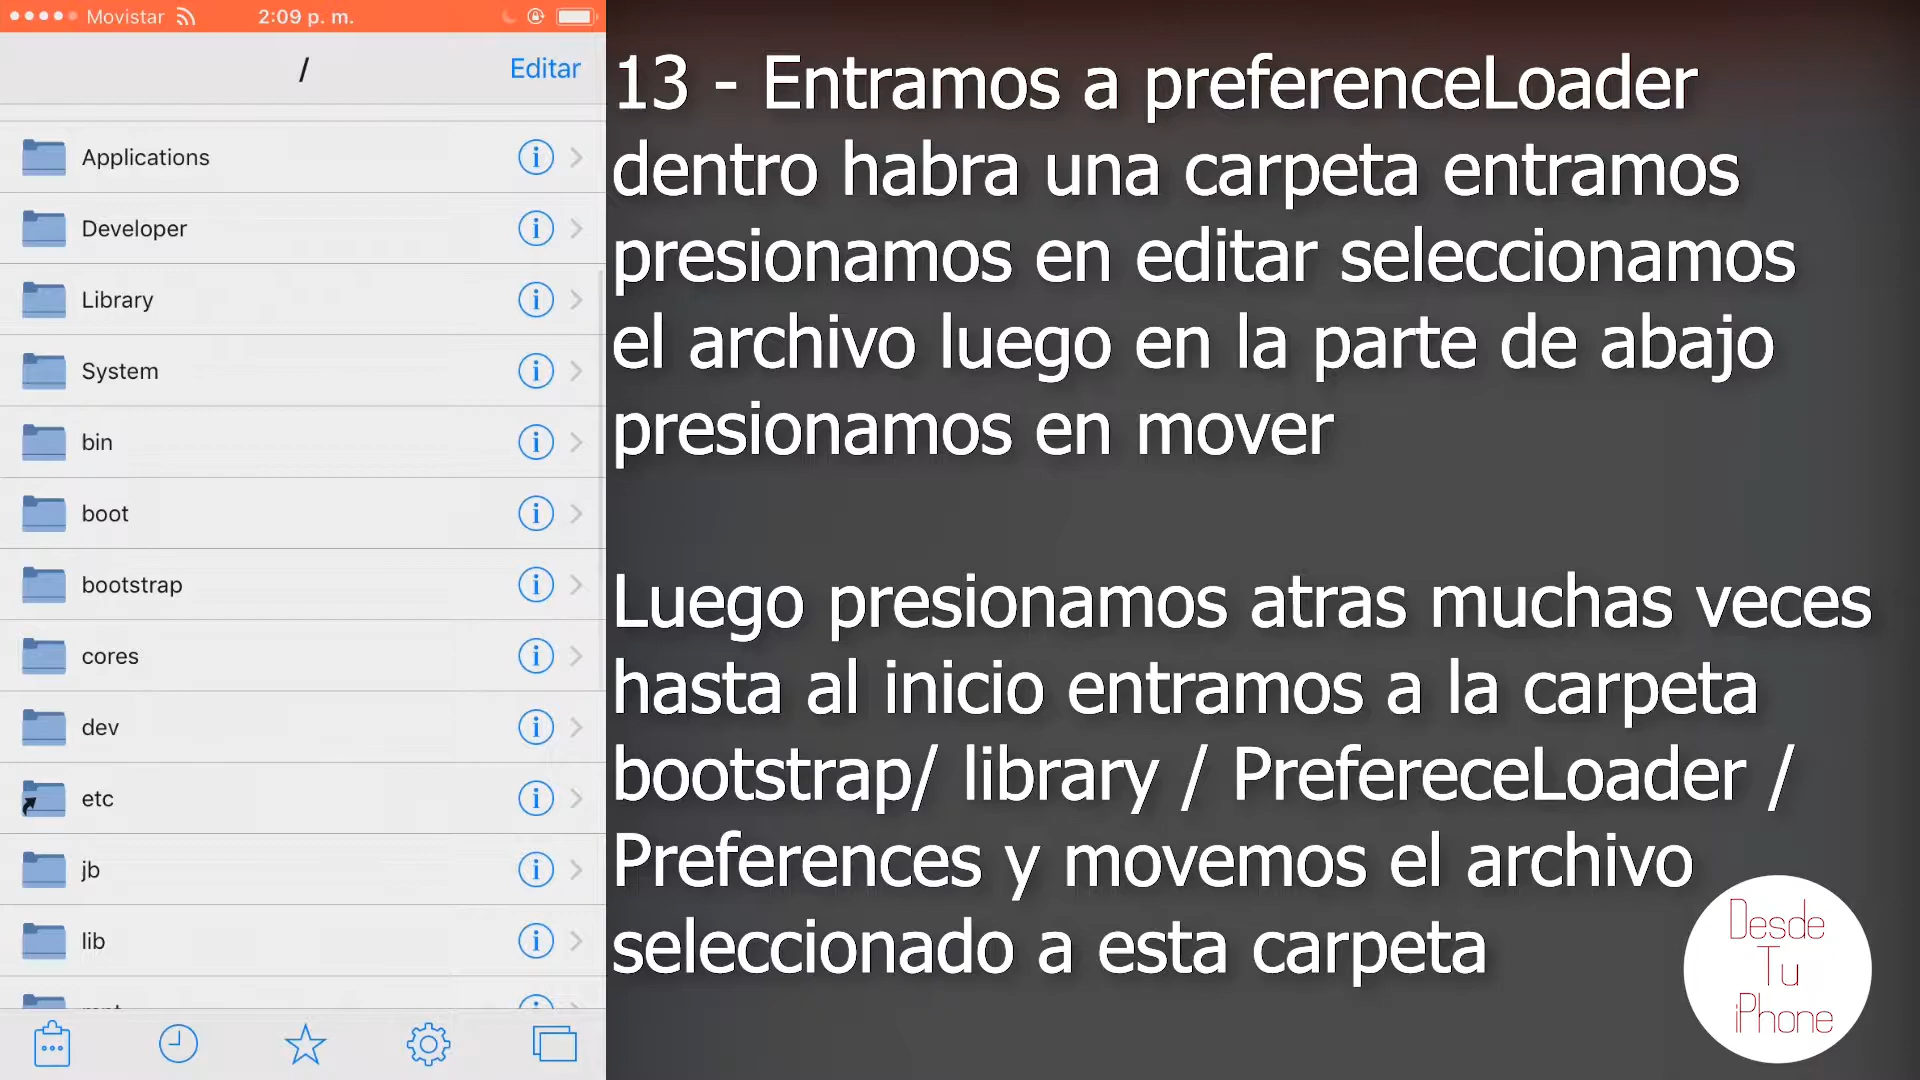 Movistar
2:09 p. m.
/
Editar
Applications
Developer
Library
System
bin
boot
bootstrap
cores
dev
etc
jb
lib
13 - Entramos a preferenceLoader
dentro habra una carpeta entramos
presionamos en editar seleccionamos
el archivo luego en la parte de abajo
presionamos en mover
Luego presionamos atras muchas veces
hasta al inicio entramos a la carpeta
bootstrap/ library / PrefereceLoader /
Preferences y movemos el archivo
seleccionado a esta carpeta
Desde
Tu
iPhone